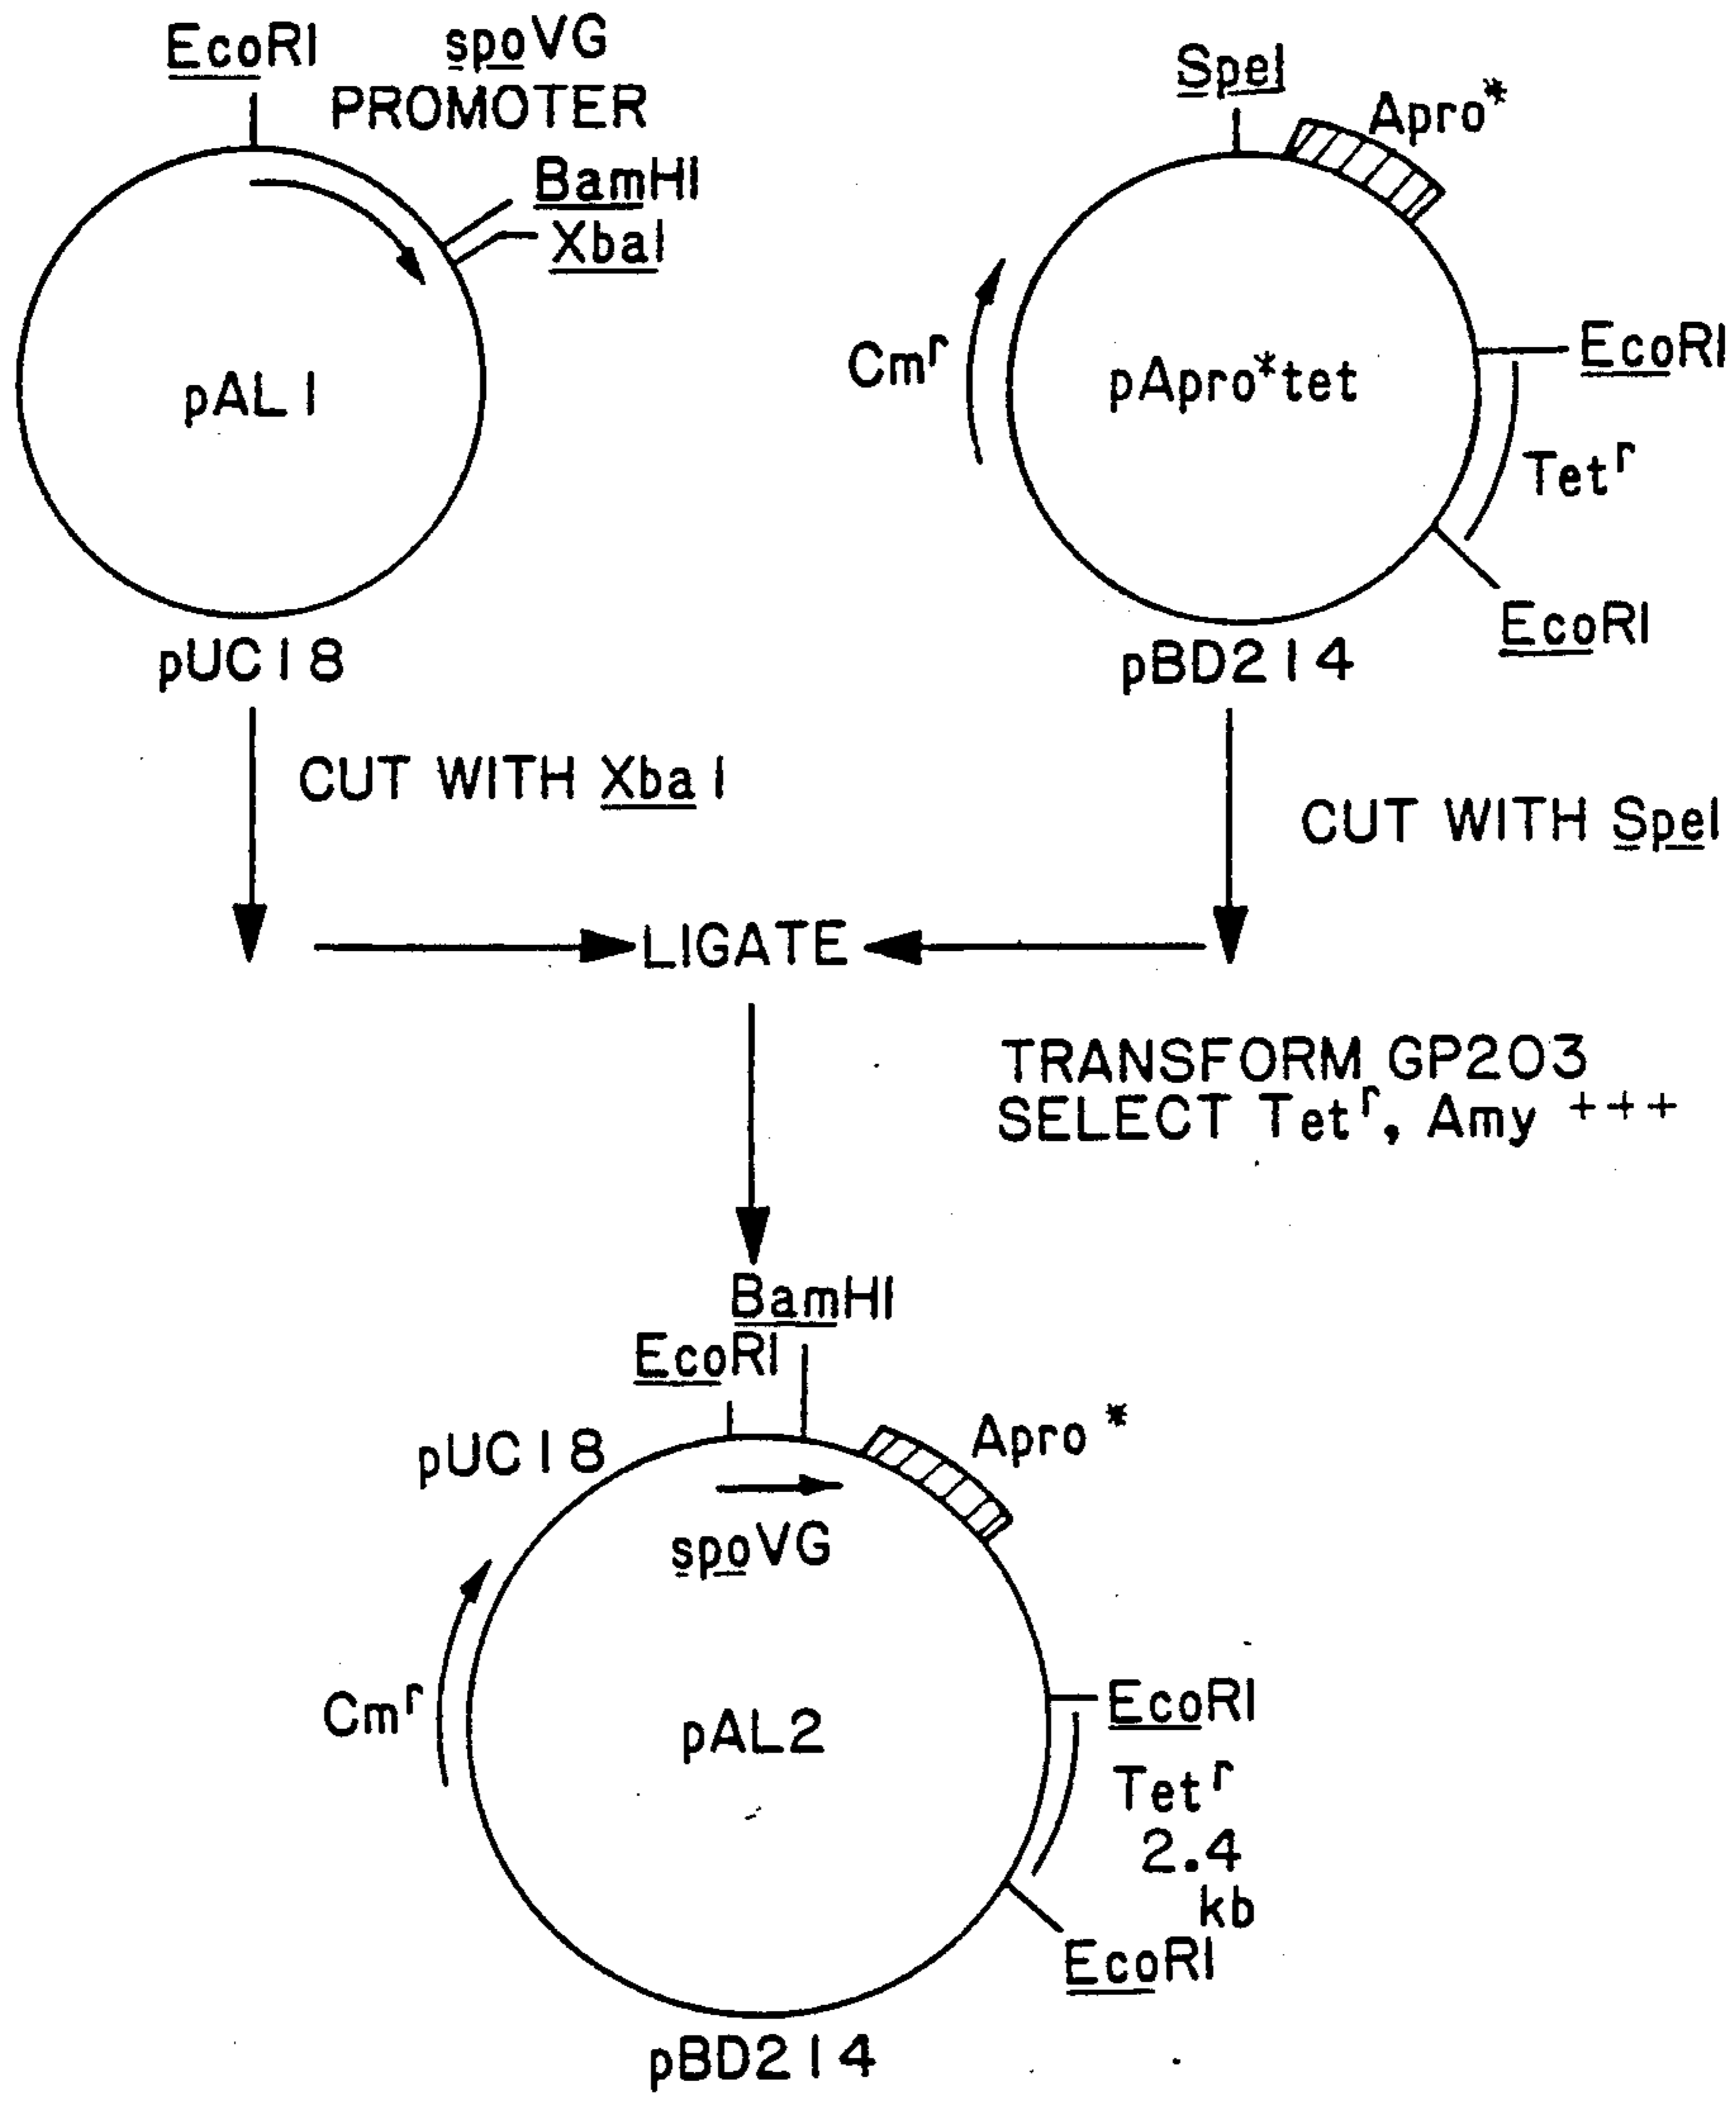 EcoRI
spoVG
PROMOTER
BamHI
XbaI
pAL1
pUC18
SpeI
Apro*
Cmʳ
pApro*tet
EcoRI
Tetʳ
EcoRI
pBD214
CUT WITH XbaI
CUT WITH SpeI
LIGATE
TRANSFORM GP203
SELECT Tetʳ, Amy +++
BamHI
EcoRI
pUC18
Apro*
spoVG
Cmʳ
pAL2
EcoRI
Tetʳ
2.4
kb
EcoRI
pBD214